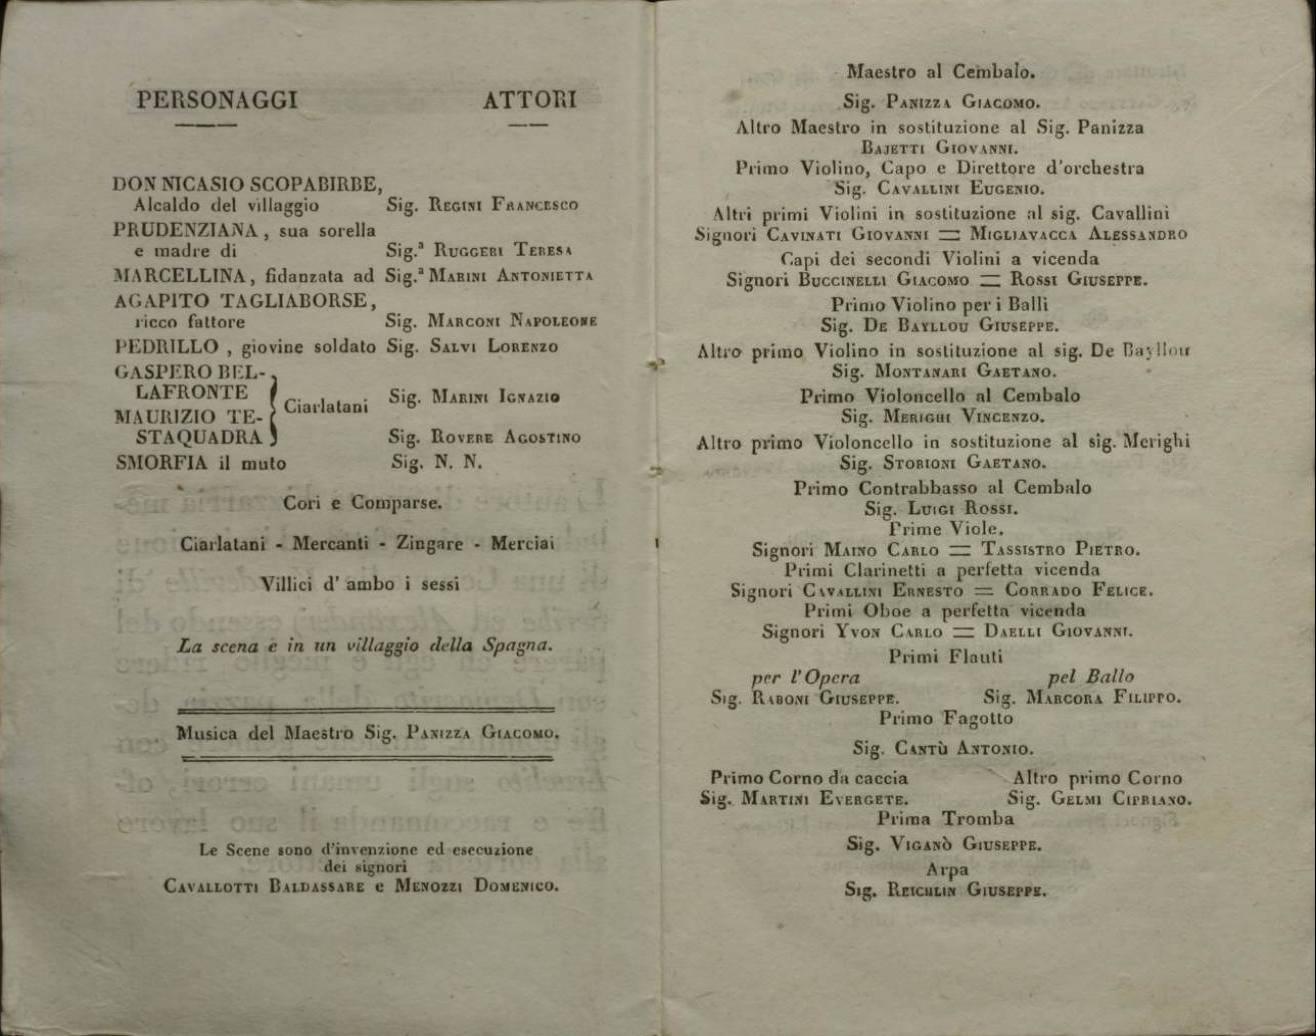 PERSONAGGI ATTORI
DON NICASIO SCOPABIRBE,
Alcaldo del villaggio Sig. REGINI FRANCESCO
PRUDENZIANA, sua sorella
e madre di Sig.ª RUGGERI TERESA
MARCELLINA, fidanzata ad Sig.ª MARINI ANTONIETTA
AGAPITO TAGLIABORSE,
ricco fattore Sig. MARCONI NAPOLEONE
PEDRILLO, giovine soldato Sig. SALVI LORENZO
GASPERO BEL-
LAFRONTE Ciarlatani Sig. MARINI IGNAZIO
MAURIZIO TE-
STAQUADRA Sig. ROVERE AGOSTINO
SMORFIA il muto Sig. N. N.
Cori e Comparse.
Ciarlatani - Mercanti - Zingare - Merciai
Villici d' ambo i sessi
La scena è in un villaggio della Spagna.
Musica del Maestro Sig. PANIZZA GIACOMO.
Le Scene sono d'invenzione ed esecuzione
dei signori
CAVALLOTTI BALDASSARE e MENOZZI DOMENICO.
Maestro al Cembalo.
Sig. PANIZZA GIACOMO.
Altro Maestro in sostituzione al Sig. Panizza
BAJETTI GIOVANNI.
Primo Violino, Capo e Direttore d'orchestra
Sig. CAVALLINI EUGENIO.
Altri primi Violini in sostituzione al sig. Cavallini
Signori CAVINATI GIOVANNI = MIGLIAVACCA ALESSANDRO
Capi dei secondi Violini a vicenda
Signori BUCCINELLI GIACOMO = ROSSI GIUSEPPE.
Primo Violino per i Balli
Sig. DE BAYLLOU GIUSEPPE.
Altro primo Violino in sostituzione al sig. De Bayllou
Sig. MONTANARI GAETANO.
Primo Violoncello al Cembalo
Sig. MERIGHI VINCENZO.
Altro primo Violoncello in sostituzione al sig. Merighi
Sig. STORIONI GAETANO.
Primo Contrabbasso al Cembalo
Sig. LUIGI ROSSI.
Prime Viole.
Signori MAINO CARLO = TASSISTRO PIETRO.
Primi Clarinetti a perfetta vicenda
Signori CAVALLINI ERNESTO = CORRADO FELICE.
Primi Oboe a perfetta vicenda
Signori YVON CARLO = DAELLI GIOVANNI.
Primi Flauti
per l'Opera pel Ballo
Sig. RABONI GIUSEPPE. Sig. MARCORA FILIPPO.
Primo Fagotto
Sig. CANTÙ ANTONIO.
Primo Corno da caccia Altro primo Corno
Sig. MARTINI EVERGETE. Sig. GELMI CIPRIANO.
Prima Tromba
Sig. VIGANÒ GIUSEPPE.
Arpa
Sig. REICHLIN GIUSEPPE.